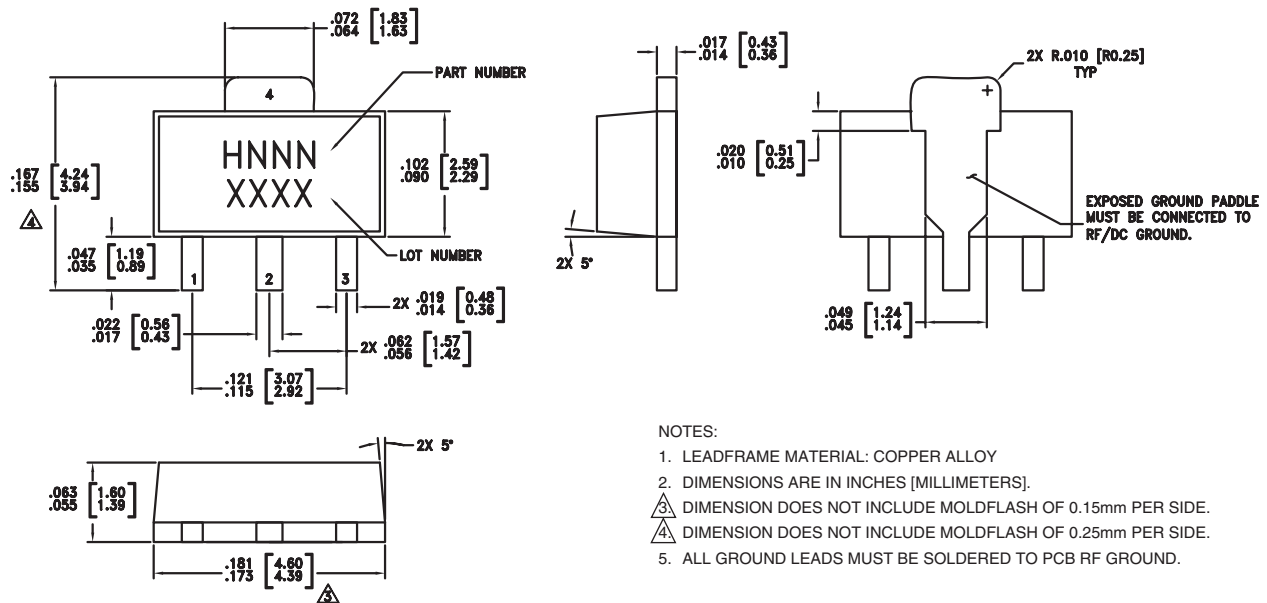 .072 [1.83]
.064 [1.63]
PART NUMBER
4
HNNN
XXXX
.167 [4.24]
.155 [3.94]
4
.102 [2.59]
.090 [2.29]
LOT NUMBER
.047 [1.19]
.035 [0.89]
1
2
3
2X .019 [0.48]
.014 [0.36]
.022 [0.56]
.017 [0.43]
2X .062 [1.57]
.056 [1.42]
.121 [3.07]
.115 [2.92]
.017 [0.43]
.014 [0.36]
2X 5°
2X R.010 [R0.25]
TYP
.020 [0.51]
.010 [0.25]
EXPOSED GROUND PADDLE
MUST BE CONNECTED TO
RF/DC GROUND.
.049 [1.24]
.045 [1.14]
2X 5°
.063 [1.60]
.055 [1.39]
.181 [4.60]
.173 [4.39]
3
NOTES:
1. LEADFRAME MATERIAL: COPPER ALLOY
2. DIMENSIONS ARE IN INCHES [MILLIMETERS].
3. DIMENSION DOES NOT INCLUDE MOLDFLASH OF 0.15mm PER SIDE.
4. DIMENSION DOES NOT INCLUDE MOLDFLASH OF 0.25mm PER SIDE.
5. ALL GROUND LEADS MUST BE SOLDERED TO PCB RF GROUND.